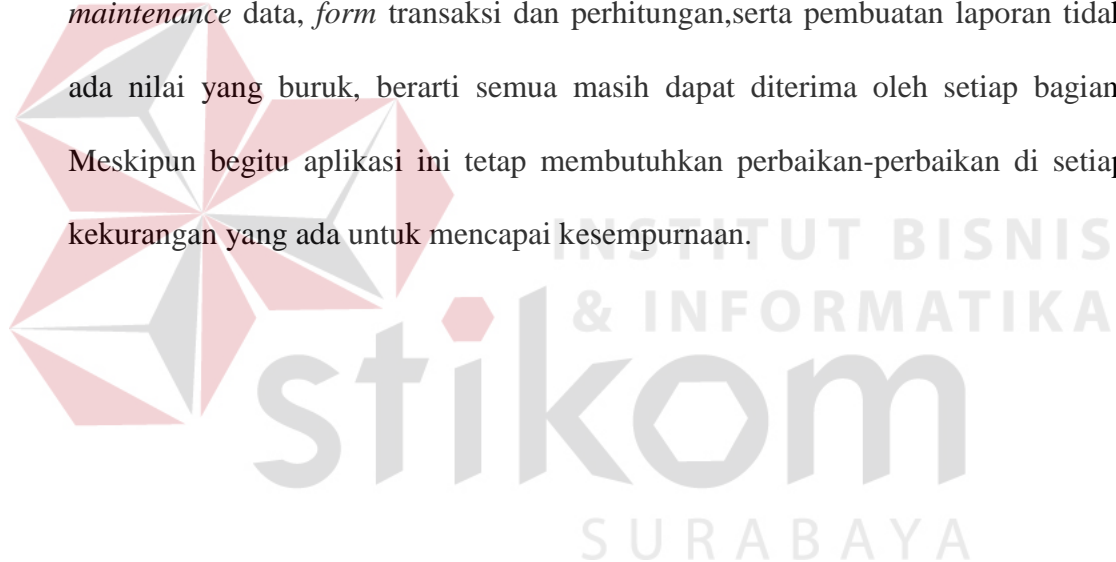 maintenance data, form transaksi dan perhitungan,serta pembuatan laporan tidak
ada nilai yang buruk, berarti semua masih dapat diterima oleh setiap bagian
Meskipun begitu aplikasi ini tetap membutuhkan perbaikan-perbaikan di setiap
kekurangan yang ada untuk mencapai kesempurnaan.
INSTITUT BISNIS
& INFORMATIKA
stikom
SURABAYA